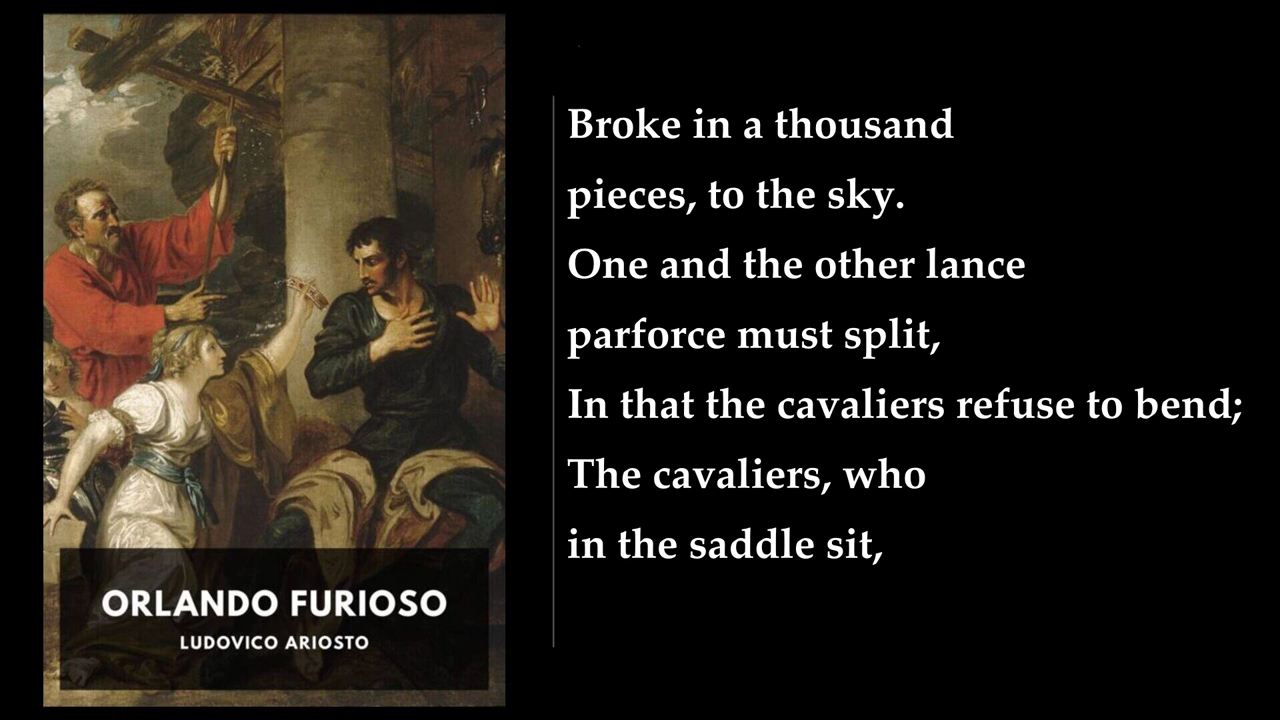 ORLANDO FURIOSO
LUDOVICO ARIOSTO
Broke in a thousand
pieces, to the sky.
One and the other lance
parforce must split,
In that the cavaliers refuse to bend;
The cavaliers, who
in the saddle sit,